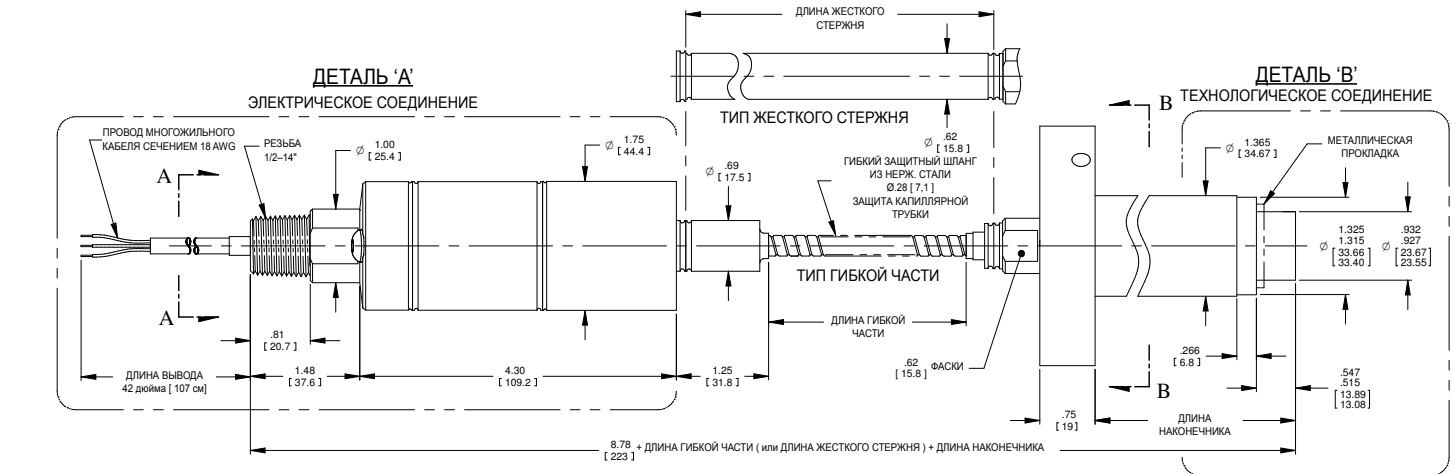 ДЛИНА ЖЕСТКОГО
СТЕРЖНЯ
ДЕТАЛЬ 'A'
ЭЛЕКТРИЧЕСКОЕ СОЕДИНЕНИЕ
ДЕТАЛЬ 'B'
ТЕХНОЛОГИЧЕСКОЕ СОЕДИНЕНИЕ
ТИП ЖЕСТКОГО СТЕРЖНЯ
ПРОВОД МНОГОЖИЛЬНОГО
КАБЕЛЯ СЕЧЕНИЕМ 18 AWG
РЕЗЬБА
1/2–14"
A
A
Ø 1.00
[ 25.4 ]
Ø 1.75
[ 44.4 ]
Ø .69
[ 17.5 ]
Ø .62
[ 15.8 ]
ГИБКИЙ ЗАЩИТНЫЙ ШЛАНГ
ИЗ НЕРЖ. СТАЛИ
Ø.28 [ 7,1 ]
ЗАЩИТА КАПИЛЛЯРНОЙ
ТРУБКИ
B
B
Ø 1.365
[ 34.67 ]
МЕТАЛЛИЧЕСКАЯ
ПРОКЛАДКА
Ø 1.325
1.315
[ 33.66 ]
[ 33.40 ]
Ø .932
.927
[ 23.67 ]
[ 23.55 ]
ТИП ГИБКОЙ ЧАСТИ
ДЛИНА ГИБКОЙ
ЧАСТИ
.81
[ 20.7 ]
ДЛИНА ВЫВОДА
42 дюйма [ 107 см]
1.48
[ 37.6 ]
4.30
[ 109.2 ]
1.25
[ 31.8 ]
.62
[ 15.8 ]
ФАСКИ
.266
[ 6.8 ]
.547
.515
[ 13.89 ]
[ 13.08 ]
.75
[ 19 ]
ДЛИНА
НАКОНЕЧНИКА
8.78
[ 223 ]
+ ДЛИНА ГИБКОЙ ЧАСТИ ( или ДЛИНА ЖЕСТКОГО СТЕРЖНЯ ) + ДЛИНА НАКОНЕЧНИКА